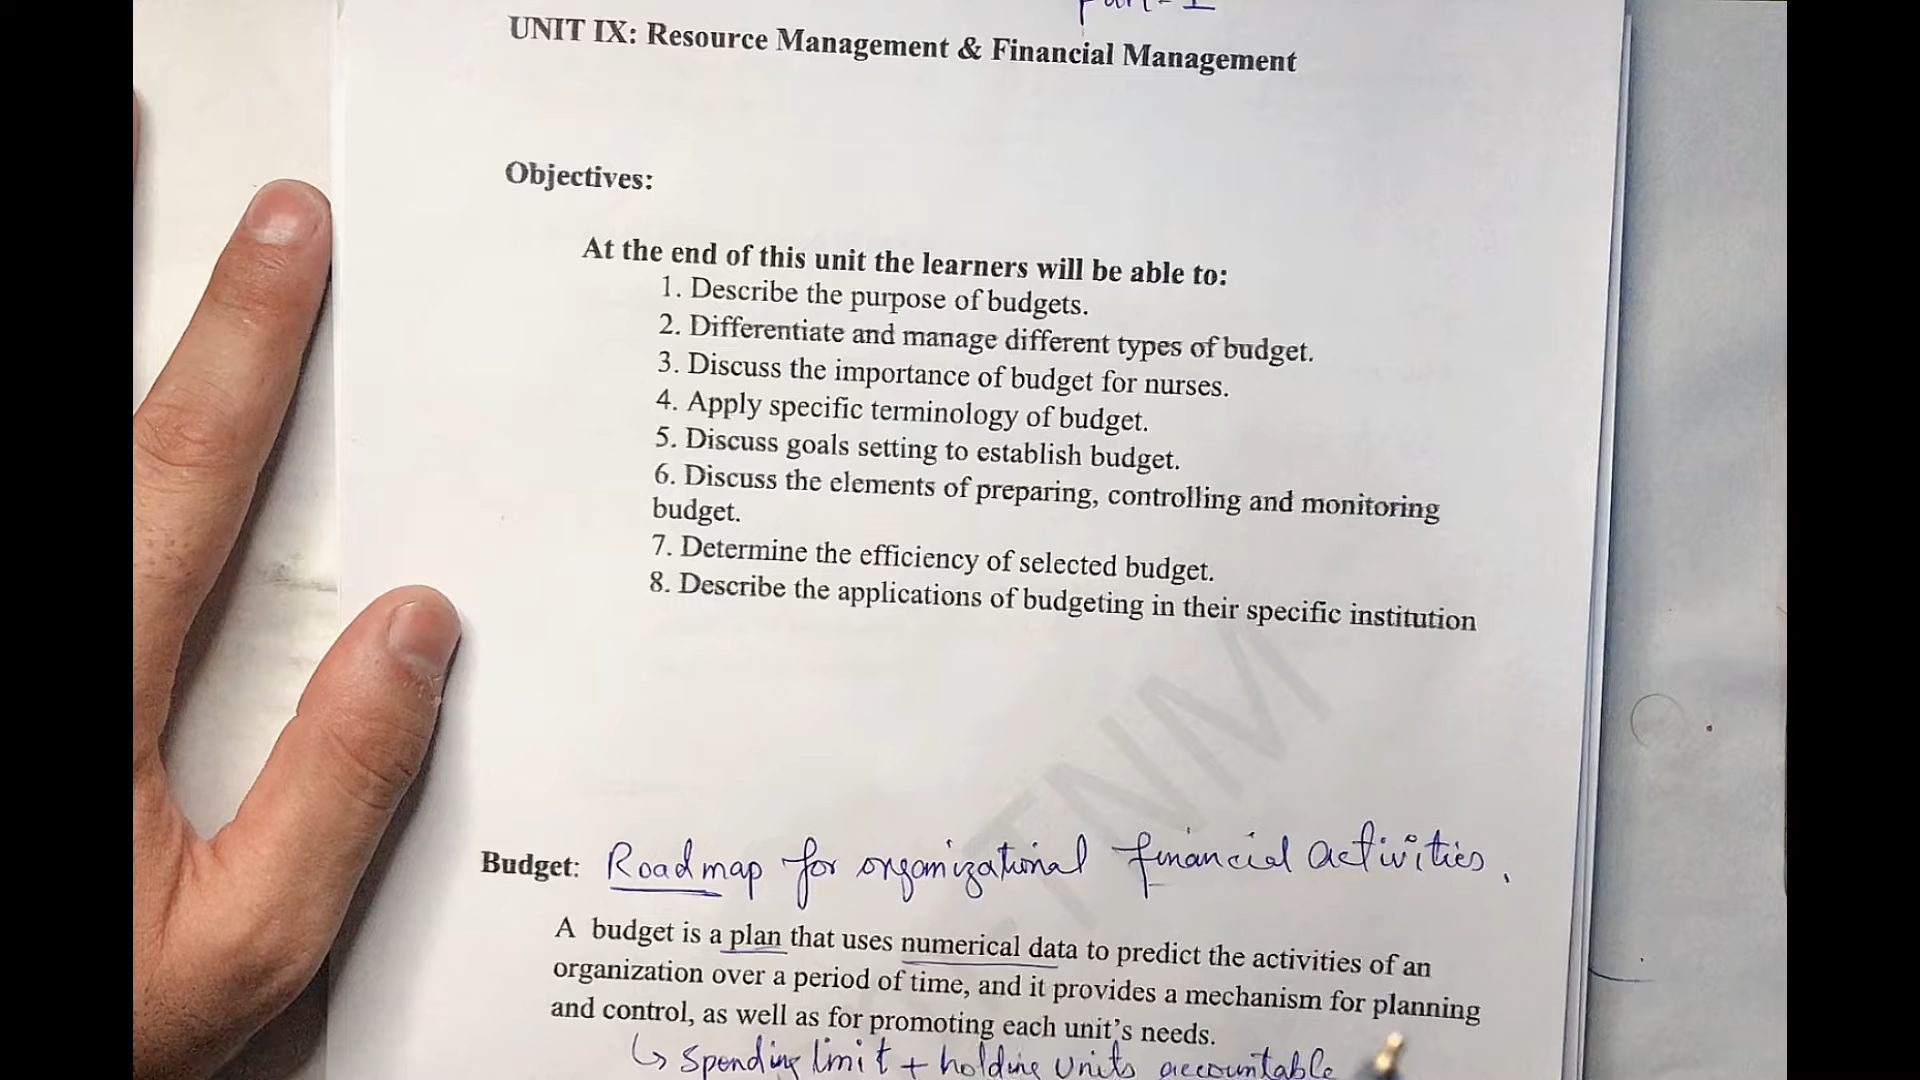 Part-I
UNIT IX: Resource Management & Financial Management
Objectives:
At the end of this unit the learners will be able to:
1. Describe the purpose of budgets.
2. Differentiate and manage different types of budget.
3. Discuss the importance of budget for nurses.
4. Apply specific terminology of budget.
5. Discuss goals setting to establish budget.
6. Discuss the elements of preparing, controlling and monitoring
budget.
7. Determine the efficiency of selected budget.
8. Describe the applications of budgeting in their specific institution
Budget: Roadmap for organizational financial activities.
A budget is a plan that uses numerical data to predict the activities of an
organization over a period of time, and it provides a mechanism for planning
and control, as well as for promoting each unit's needs.
↳ spending limit + holding units accountable